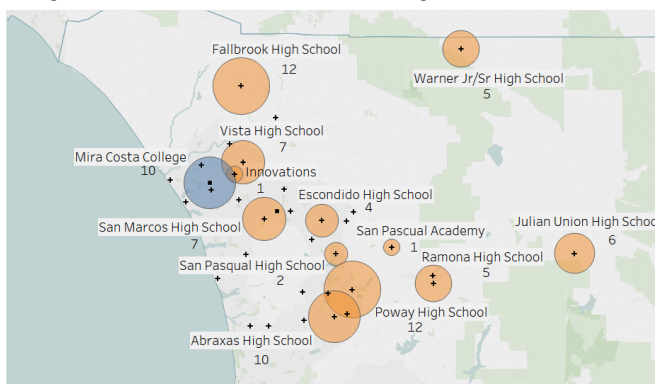 Fallbrook High School
12
Warner Jr/Sr High School
5
Vista High School
7
Mira Costa College
10
Innovations
1
Escondido High School
4
San Marcos High School
7
San Pascual Academy
1
Julian Union High Schoo
6
San Pasqual High School
2
Ramona High School
5
Poway High School
12
Abraxas High School
10